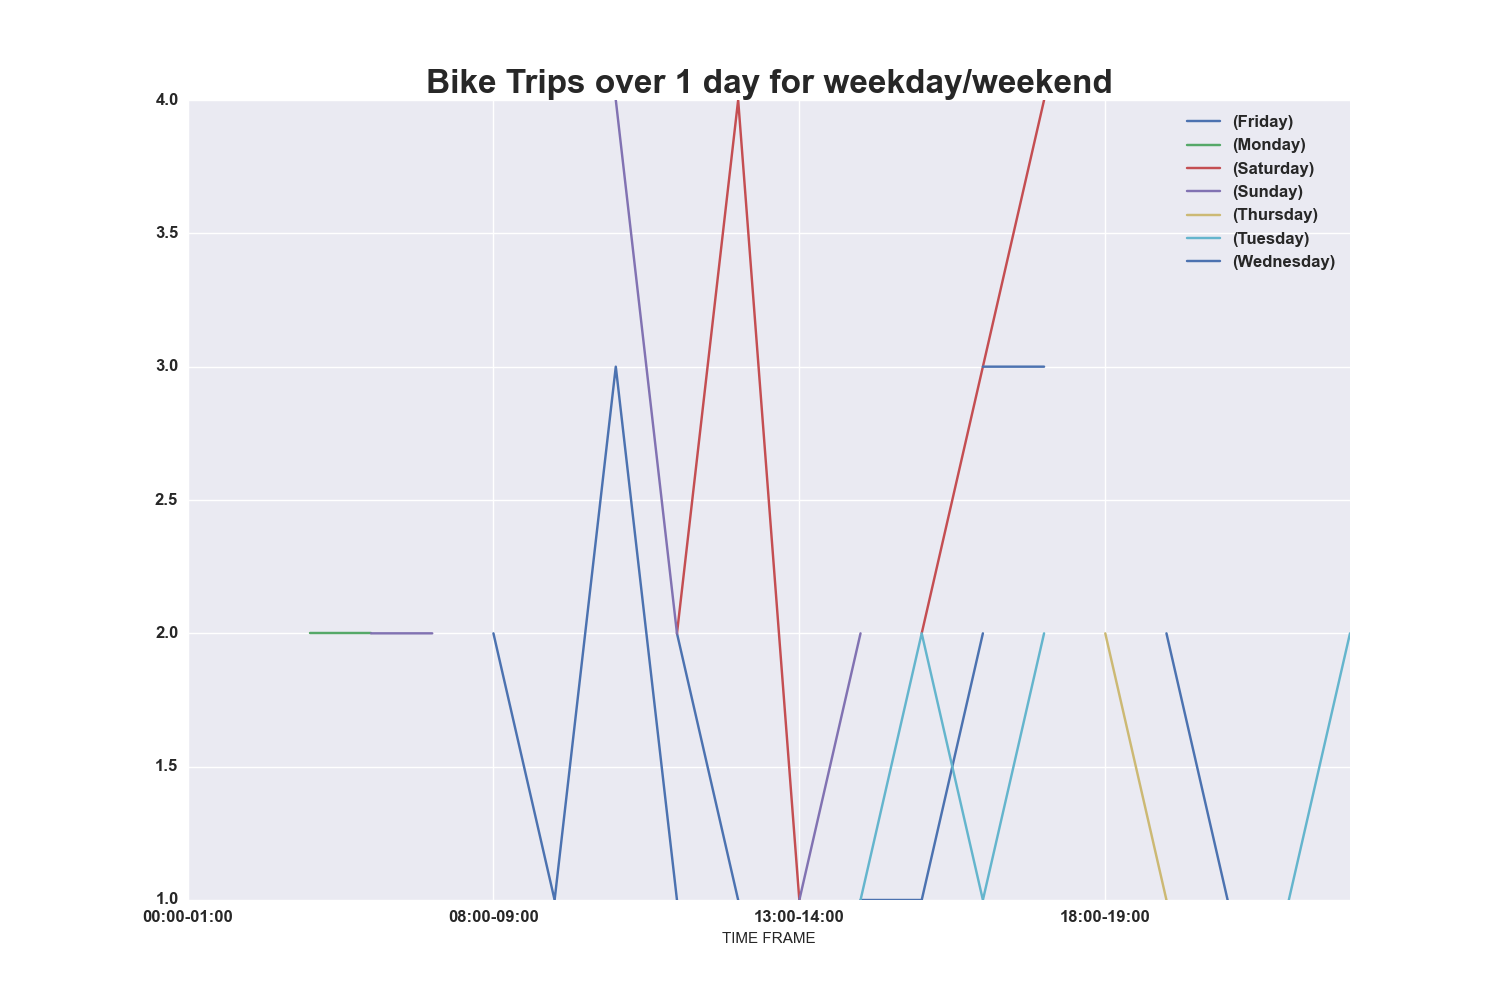 Bike Trips over 1 day for weekday/weekend
4.0
3.5
3.0
2.5
2.0
1.5
1.0
(Friday)
(Monday)
(Saturday)
(Sunday)
(Thursday)
(Tuesday)
(Wednesday)
00:00-01:00 08:00-09:00 13:00-14:00 18:00-19:00
TIME FRAME